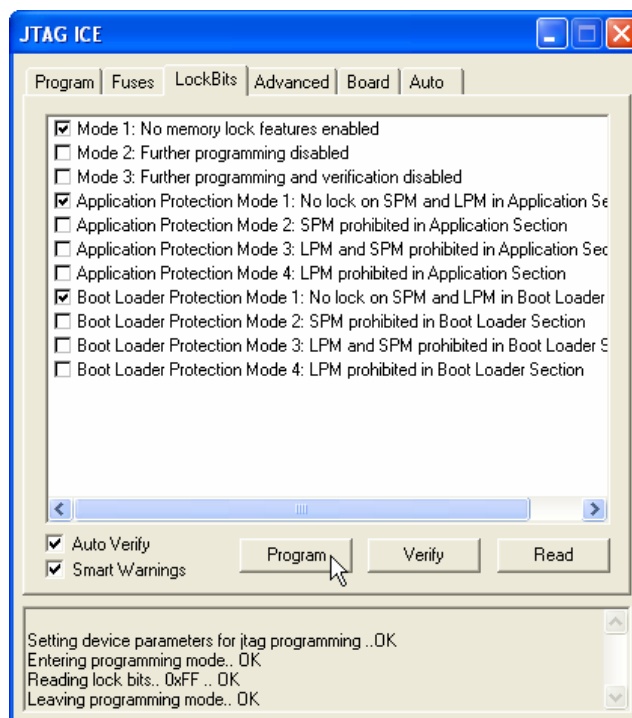 JTAG ICE
Program Fuses LockBits Advanced Board Auto
Mode 1: No memory lock features enabled
Mode 2: Further programming disabled
Mode 3: Further programming and verification disabled
Application Protection Mode 1: No lock on SPM and LPM in Application Se
Application Protection Mode 2: SPM prohibited in Application Section
Application Protection Mode 3: LPM and SPM prohibited in Application Sec
Application Protection Mode 4: LPM prohibited in Application Section
Boot Loader Protection Mode 1: No lock on SPM and LPM in Boot Loader
Boot Loader Protection Mode 2: SPM prohibited in Boot Loader Section
Boot Loader Protection Mode 3: LPM and SPM prohibited in Boot Loader S
Boot Loader Protection Mode 4: LPM prohibited in Boot Loader Section
Auto Verify
Smart Warnings
Program Verify Read
Setting device parameters for jtag programming ..OK
Entering programming mode.. OK
Reading lock bits.. 0xFF .. OK
Leaving programming mode.. OK